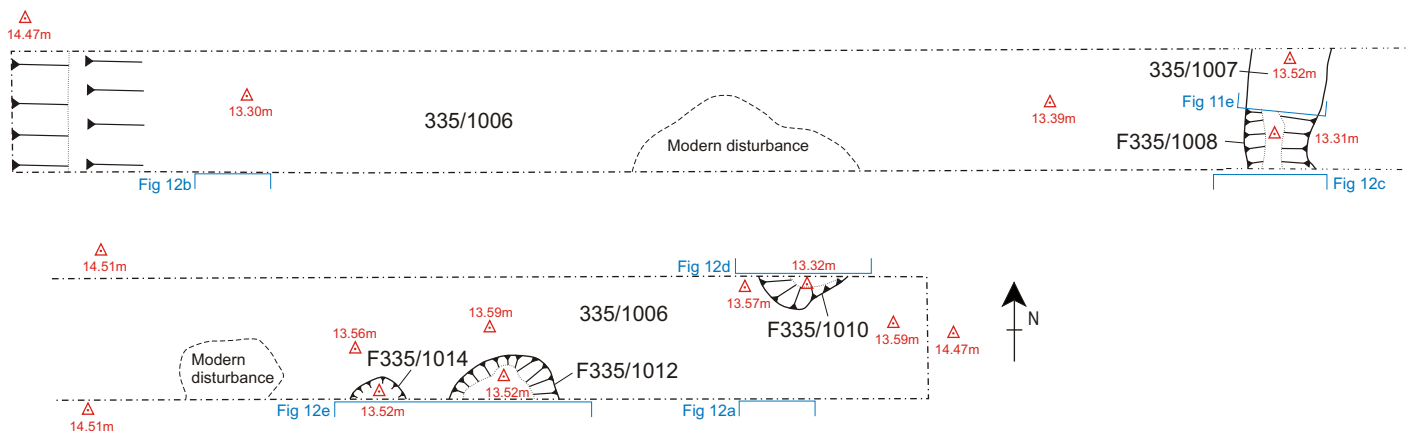 14.47m
335/1007
13.52m
Fig 11e
13.30m
335/1006
13.39m
Modern disturbance
F335/1008
13.31m
Fig 12b
Fig 12c
14.51m
Fig 12d
13.32m
13.57m
335/1006
13.59m
F335/1010
N
13.56m
13.59m
14.47m
Modern
disturbance
F335/1014
F335/1012
13.52m
13.52m
Fig 12e
Fig 12a
14.51m